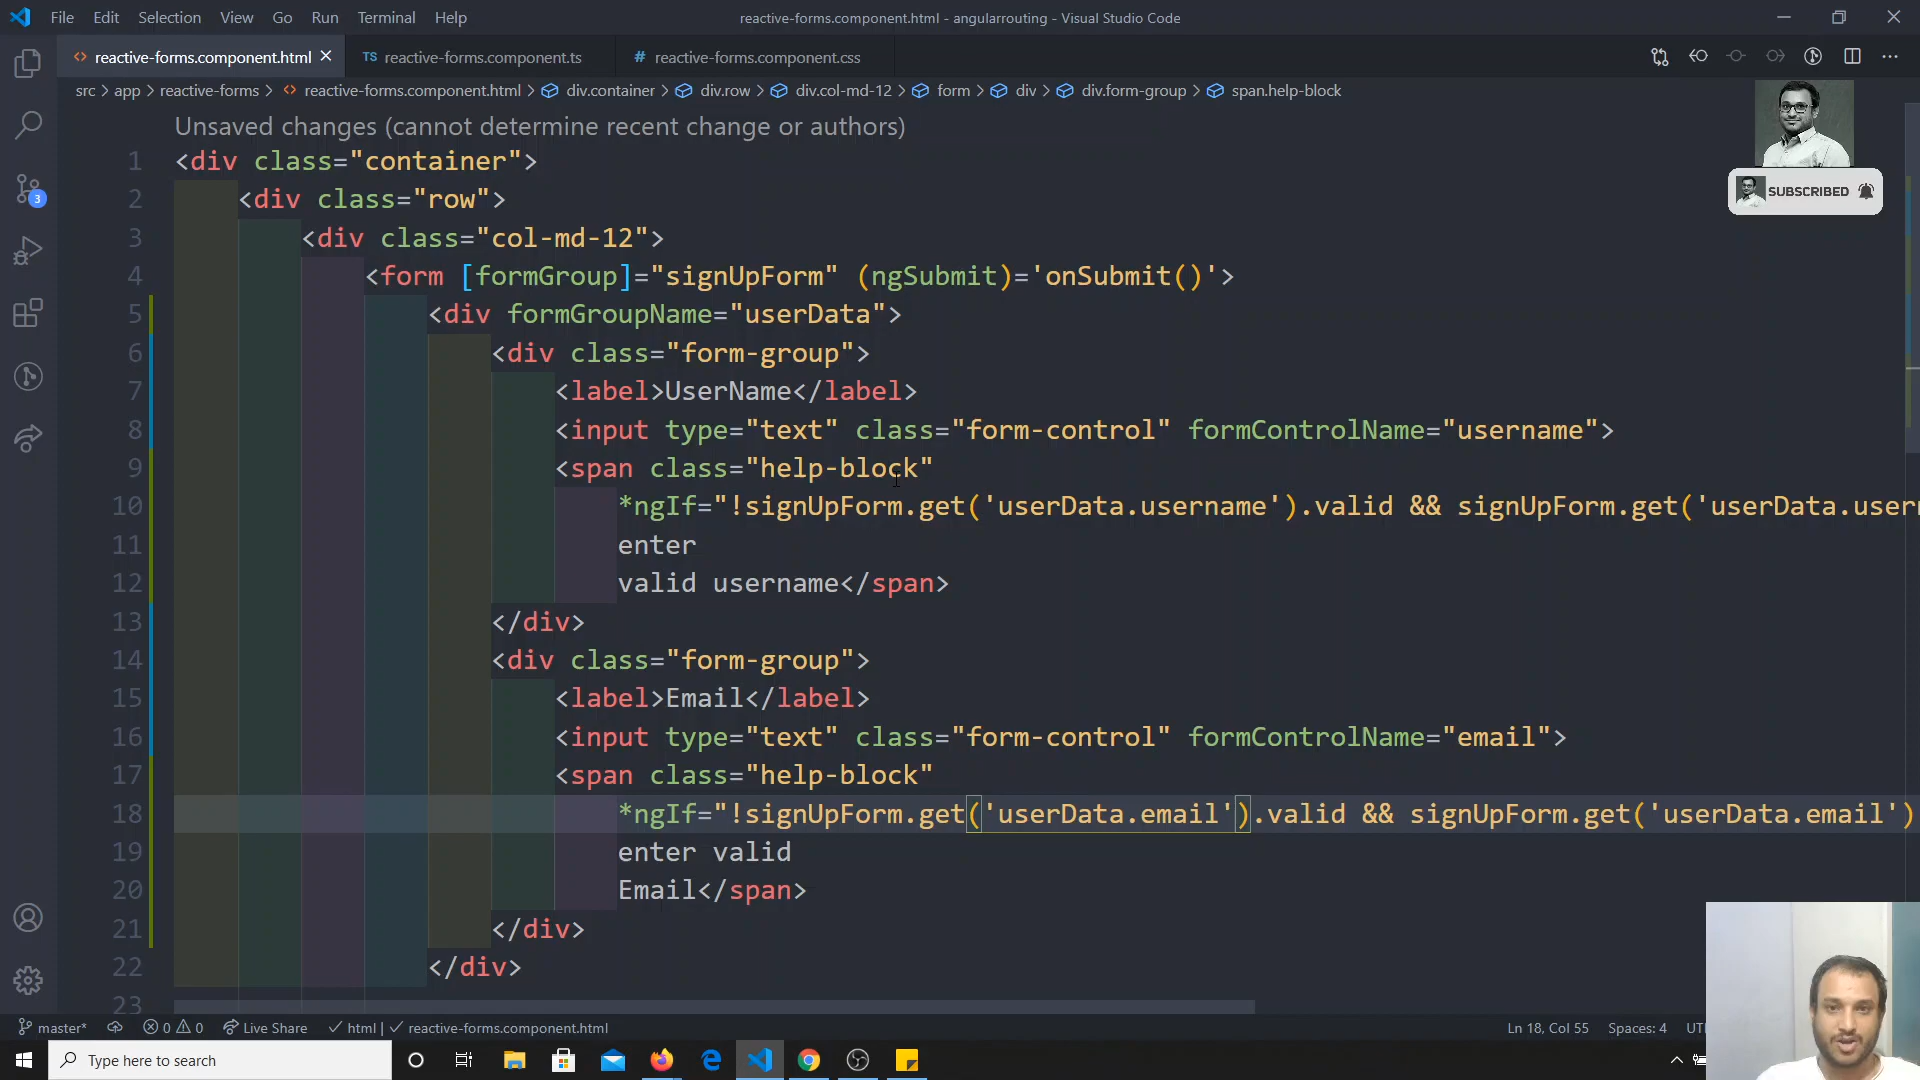 File Edit Selection View Go Run Terminal Help
reactive-forms.component.html - angularrouting - Visual Studio Code
reactive-forms.component.html
TS reactive-forms.component.ts
# reactive-forms.component.css
src > app > reactive-forms > reactive-forms.component.html > div.container > div.row > div.col-md-12 > form > div > div.form-group > span.help-block
Unsaved changes (cannot determine recent change or authors)
SUBSCRIBED
1 <div class="container">
2 <div class="row">
3 <div class="col-md-12">
4 <form [formGroup]="signUpForm" (ngSubmit)='onSubmit()'>
5 <div formGroupName="userData">
6 <div class="form-group">
7 <label>UserName</label>
8 <input type="text" class="form-control" formControlName="username">
9 <span class="help-block"
10 *ngIf="!signUpForm.get('userData.username').valid && signUpForm.get('userData.user
11 enter
12 valid username</span>
13 </div>
14 <div class="form-group">
15 <label>Email</label>
16 <input type="text" class="form-control" formControlName="email">
17 <span class="help-block"
18 *ngIf="!signUpForm.get('userData.email').valid && signUpForm.get('userData.email')
19 enter valid
20 Email</span>
21 </div>
22 </div>
23
3
master* 0 0 Live Share html | reactive-forms.component.html
Ln 18, Col 55 Spaces: 4
Type here to search